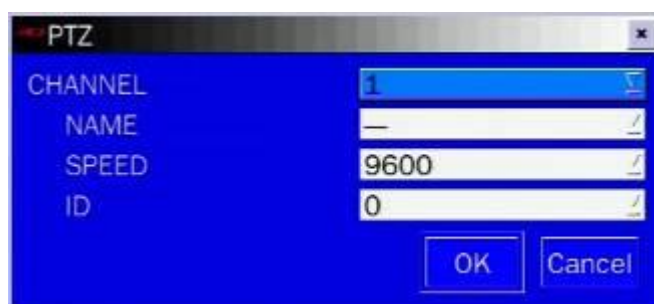 PTZ
CHANNEL 1
NAME —
SPEED 9600
ID 0
OK Cancel